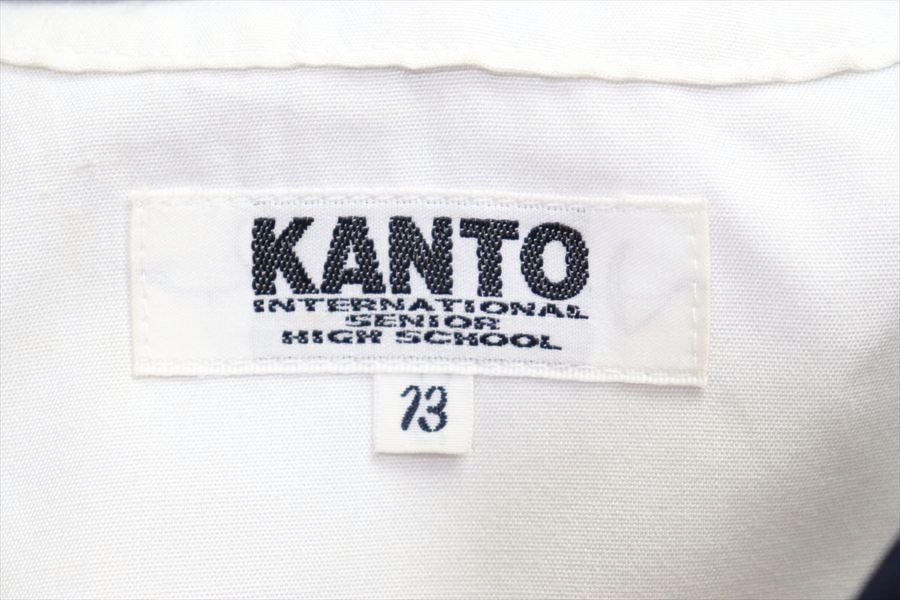 KANTO
INTERNATIONAL
SENIOR
HIGH SCHOOL
13